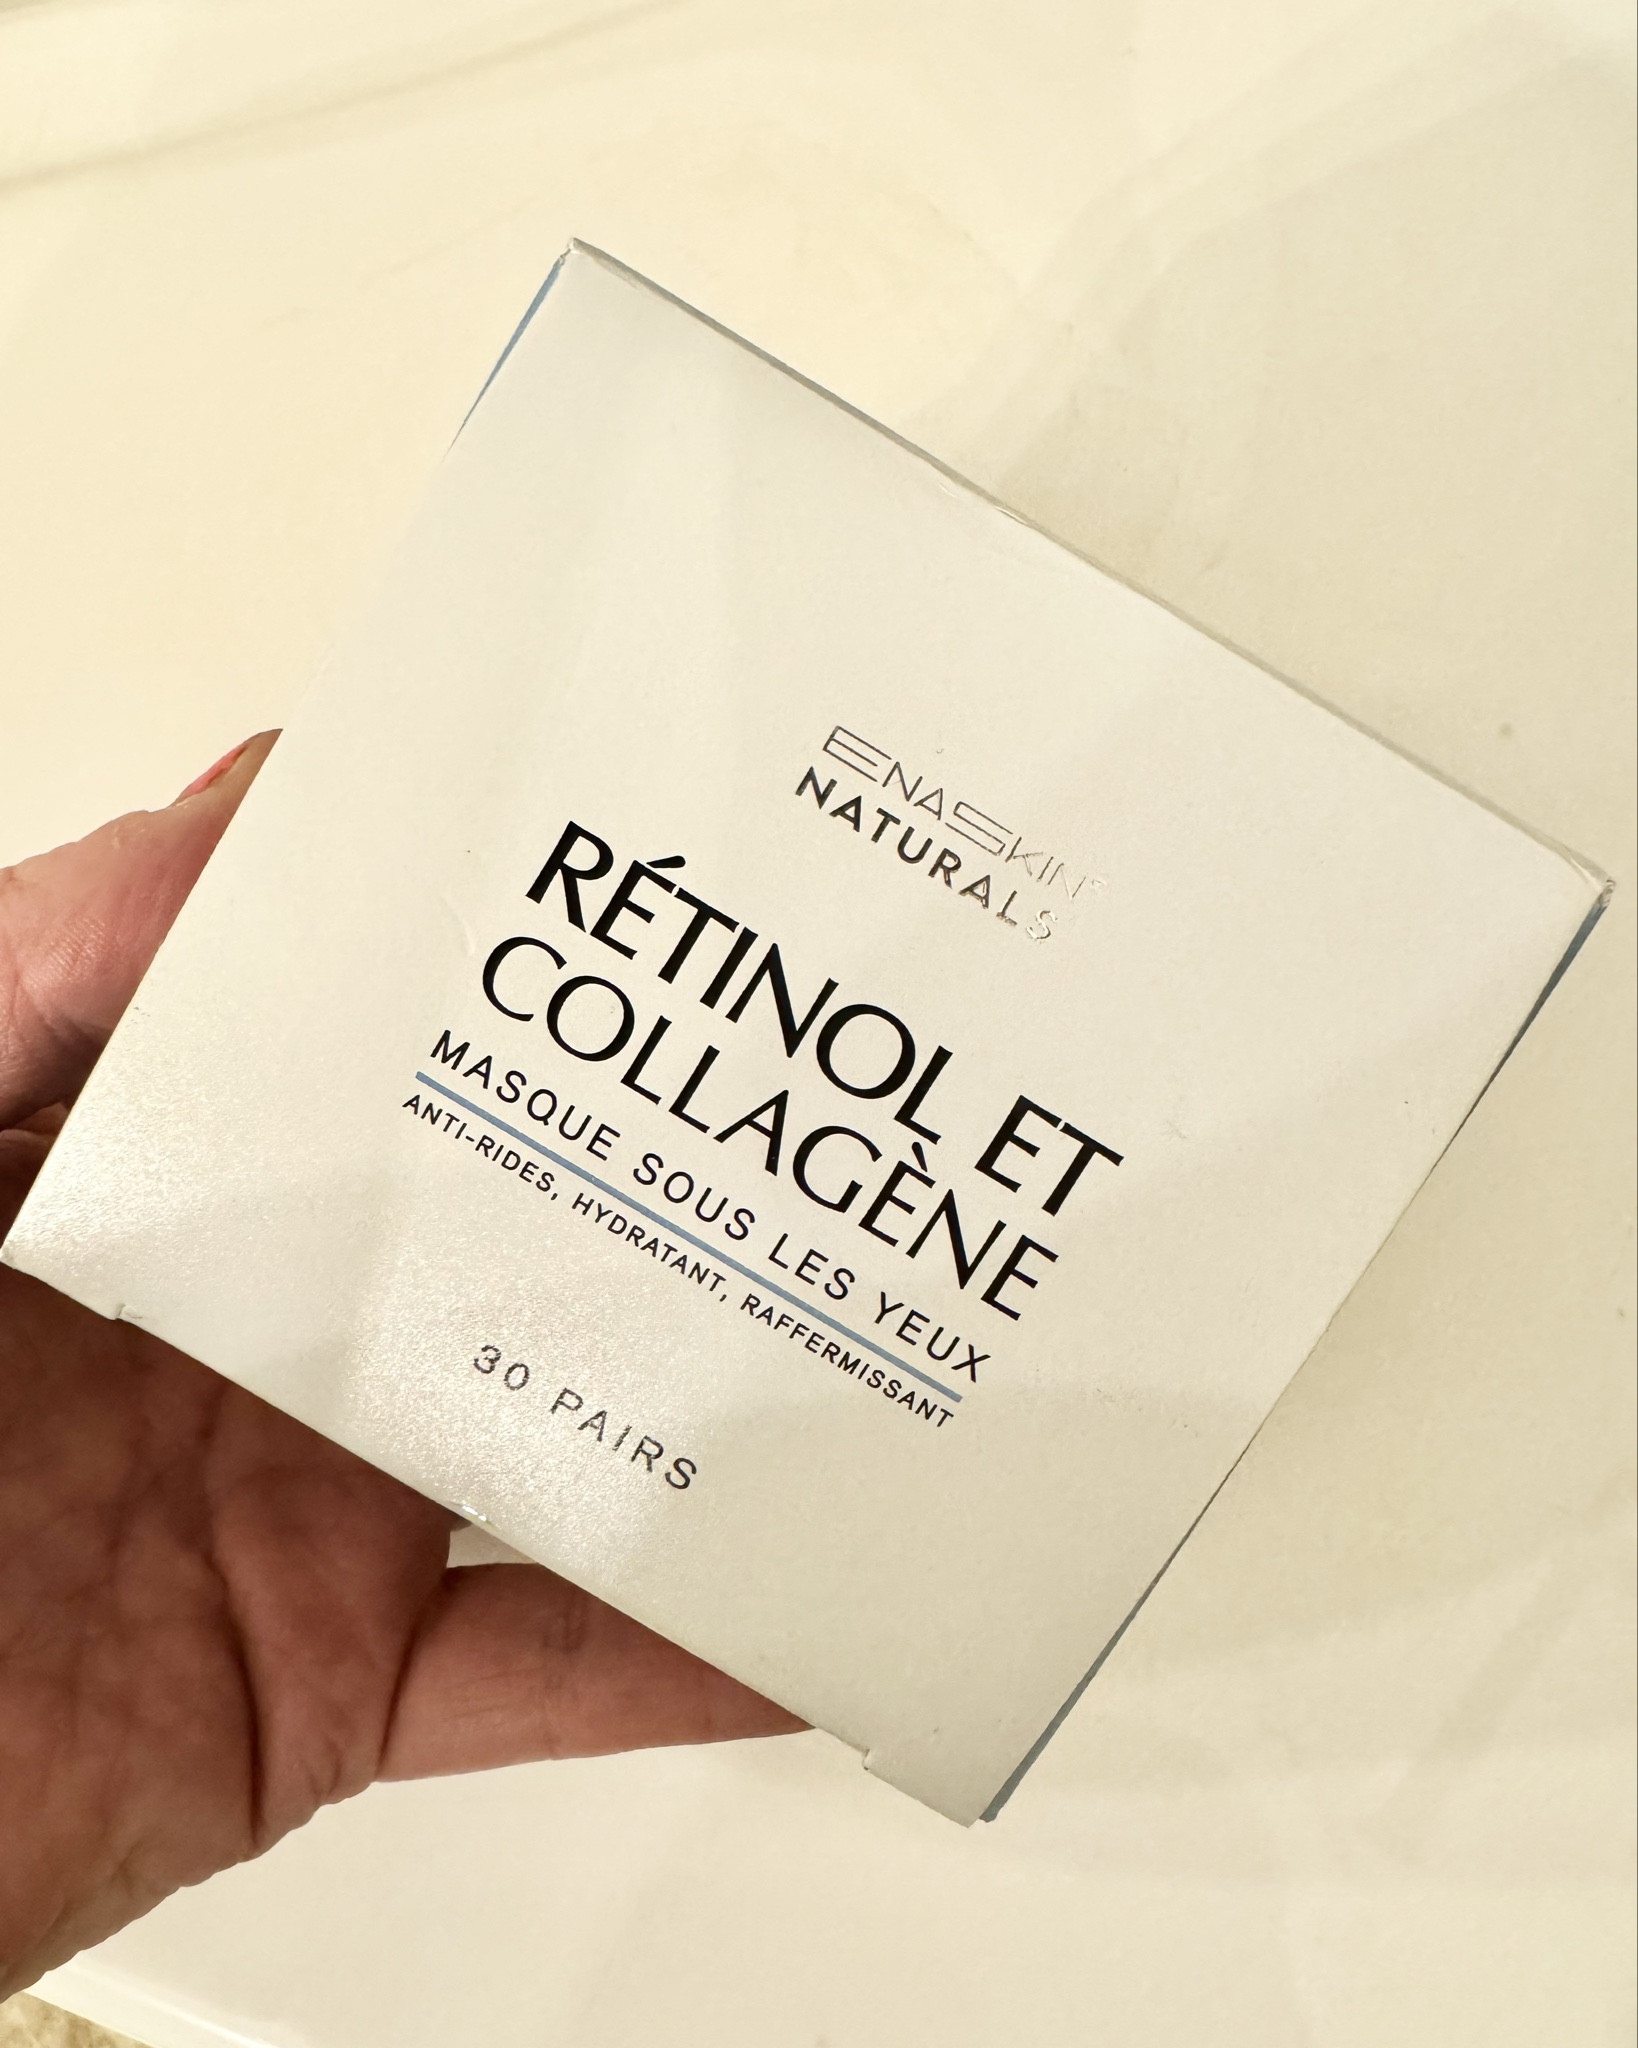 ENASKIN®
NATURALS
RÉTINOL ET
COLLAGÈNE
MASQUE SOUS LES YEUX
ANTI-RIDES, HYDRATANT, RAFFERMISSANT
30 PAIRS